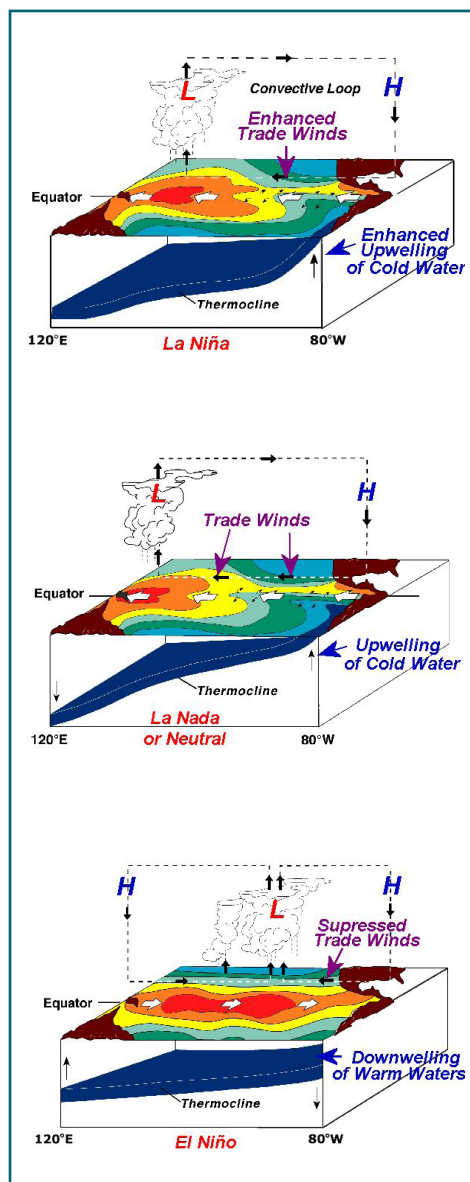 L
Convective Loop
H
Enhanced
Trade Winds
Equator
Enhanced
Upwelling
of Cold Water
Thermocline
120°E
80°W
La Niña
L
H
Trade Winds
Equator
Upwelling
of Cold Water
Thermocline
120°E
80°W
La Nada
or Neutral
H
H
L
Supressed
Trade Winds
Equator
Downwelling
of Warm Waters
Thermocline
120°E
80°W
El Niño